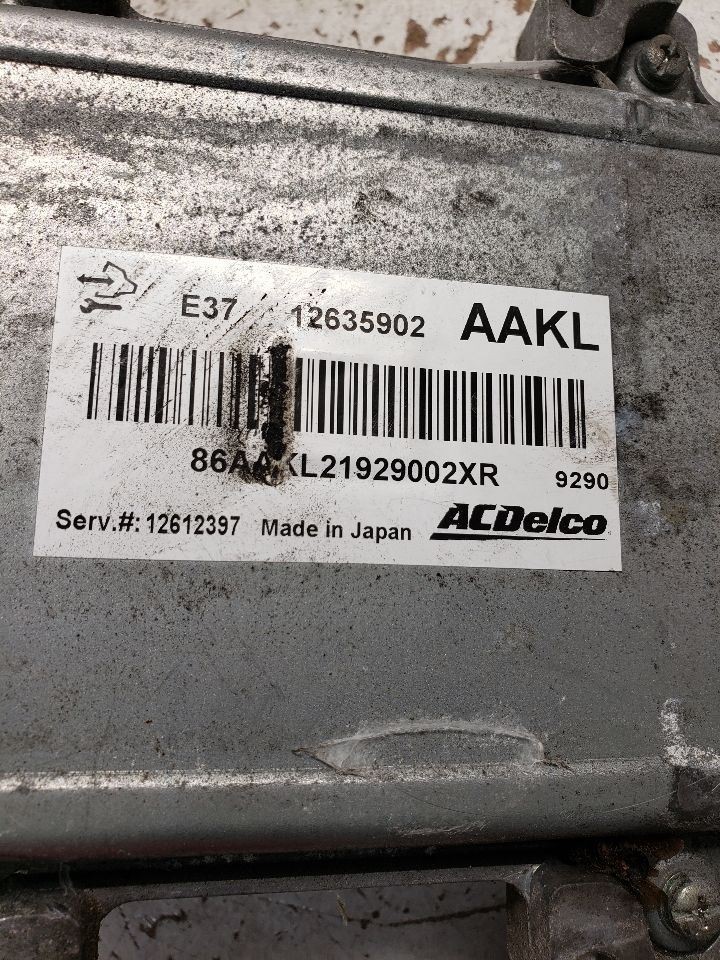 E37 12635902 AAKL
86AAKL21929002XR 9290
Serv.#: 12612397 Made in Japan ACDelco